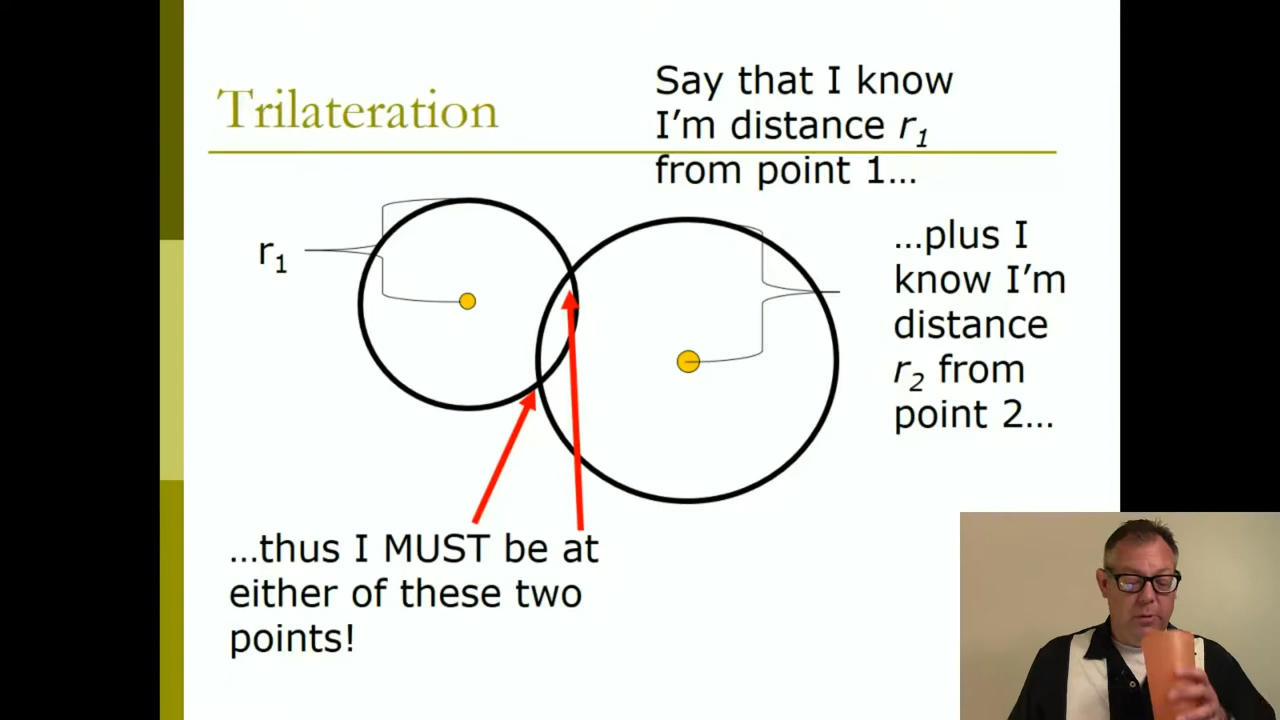 Trilateration
Say that I know
I'm distance r₁
from point 1…
r₁
…plus I
know I'm
distance
r₂ from
point 2…
…thus I MUST be at
either of these two
points!